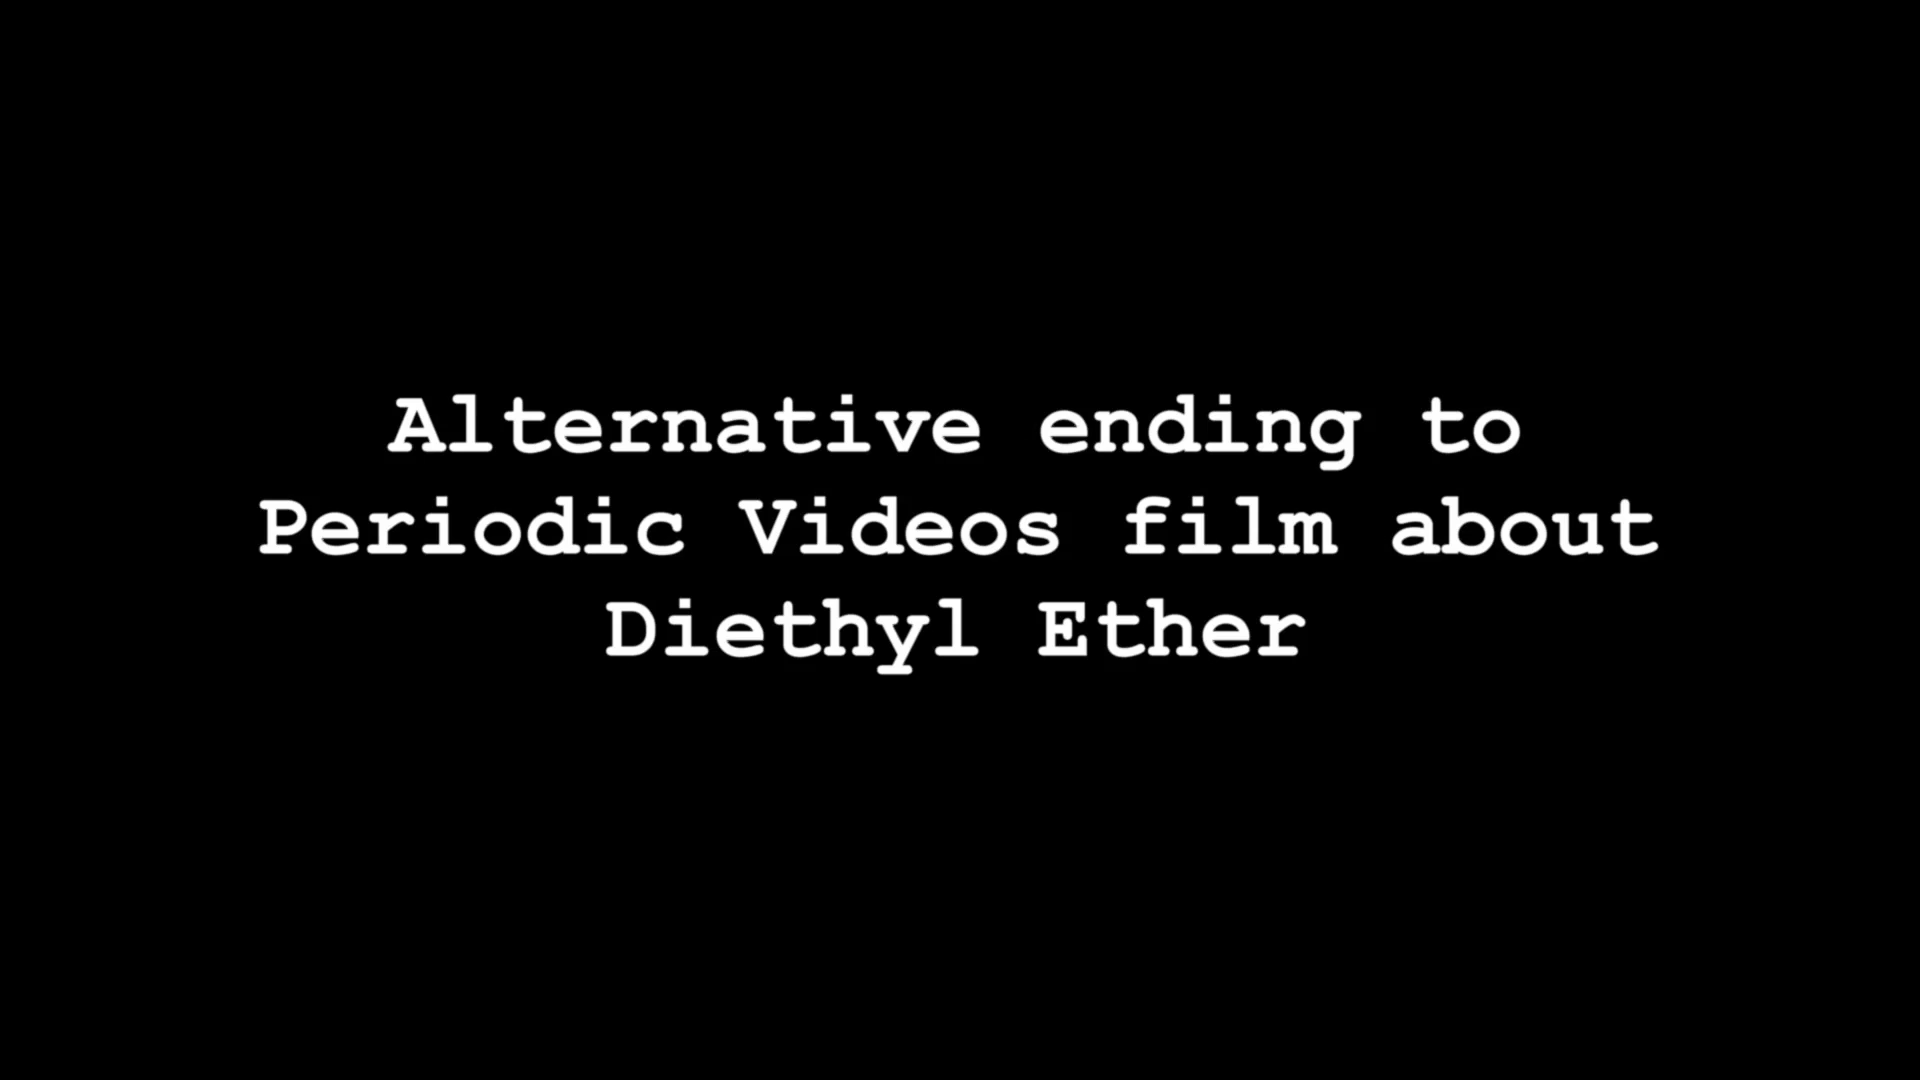 Alternative ending to
Periodic Videos film about
Diethyl Ether